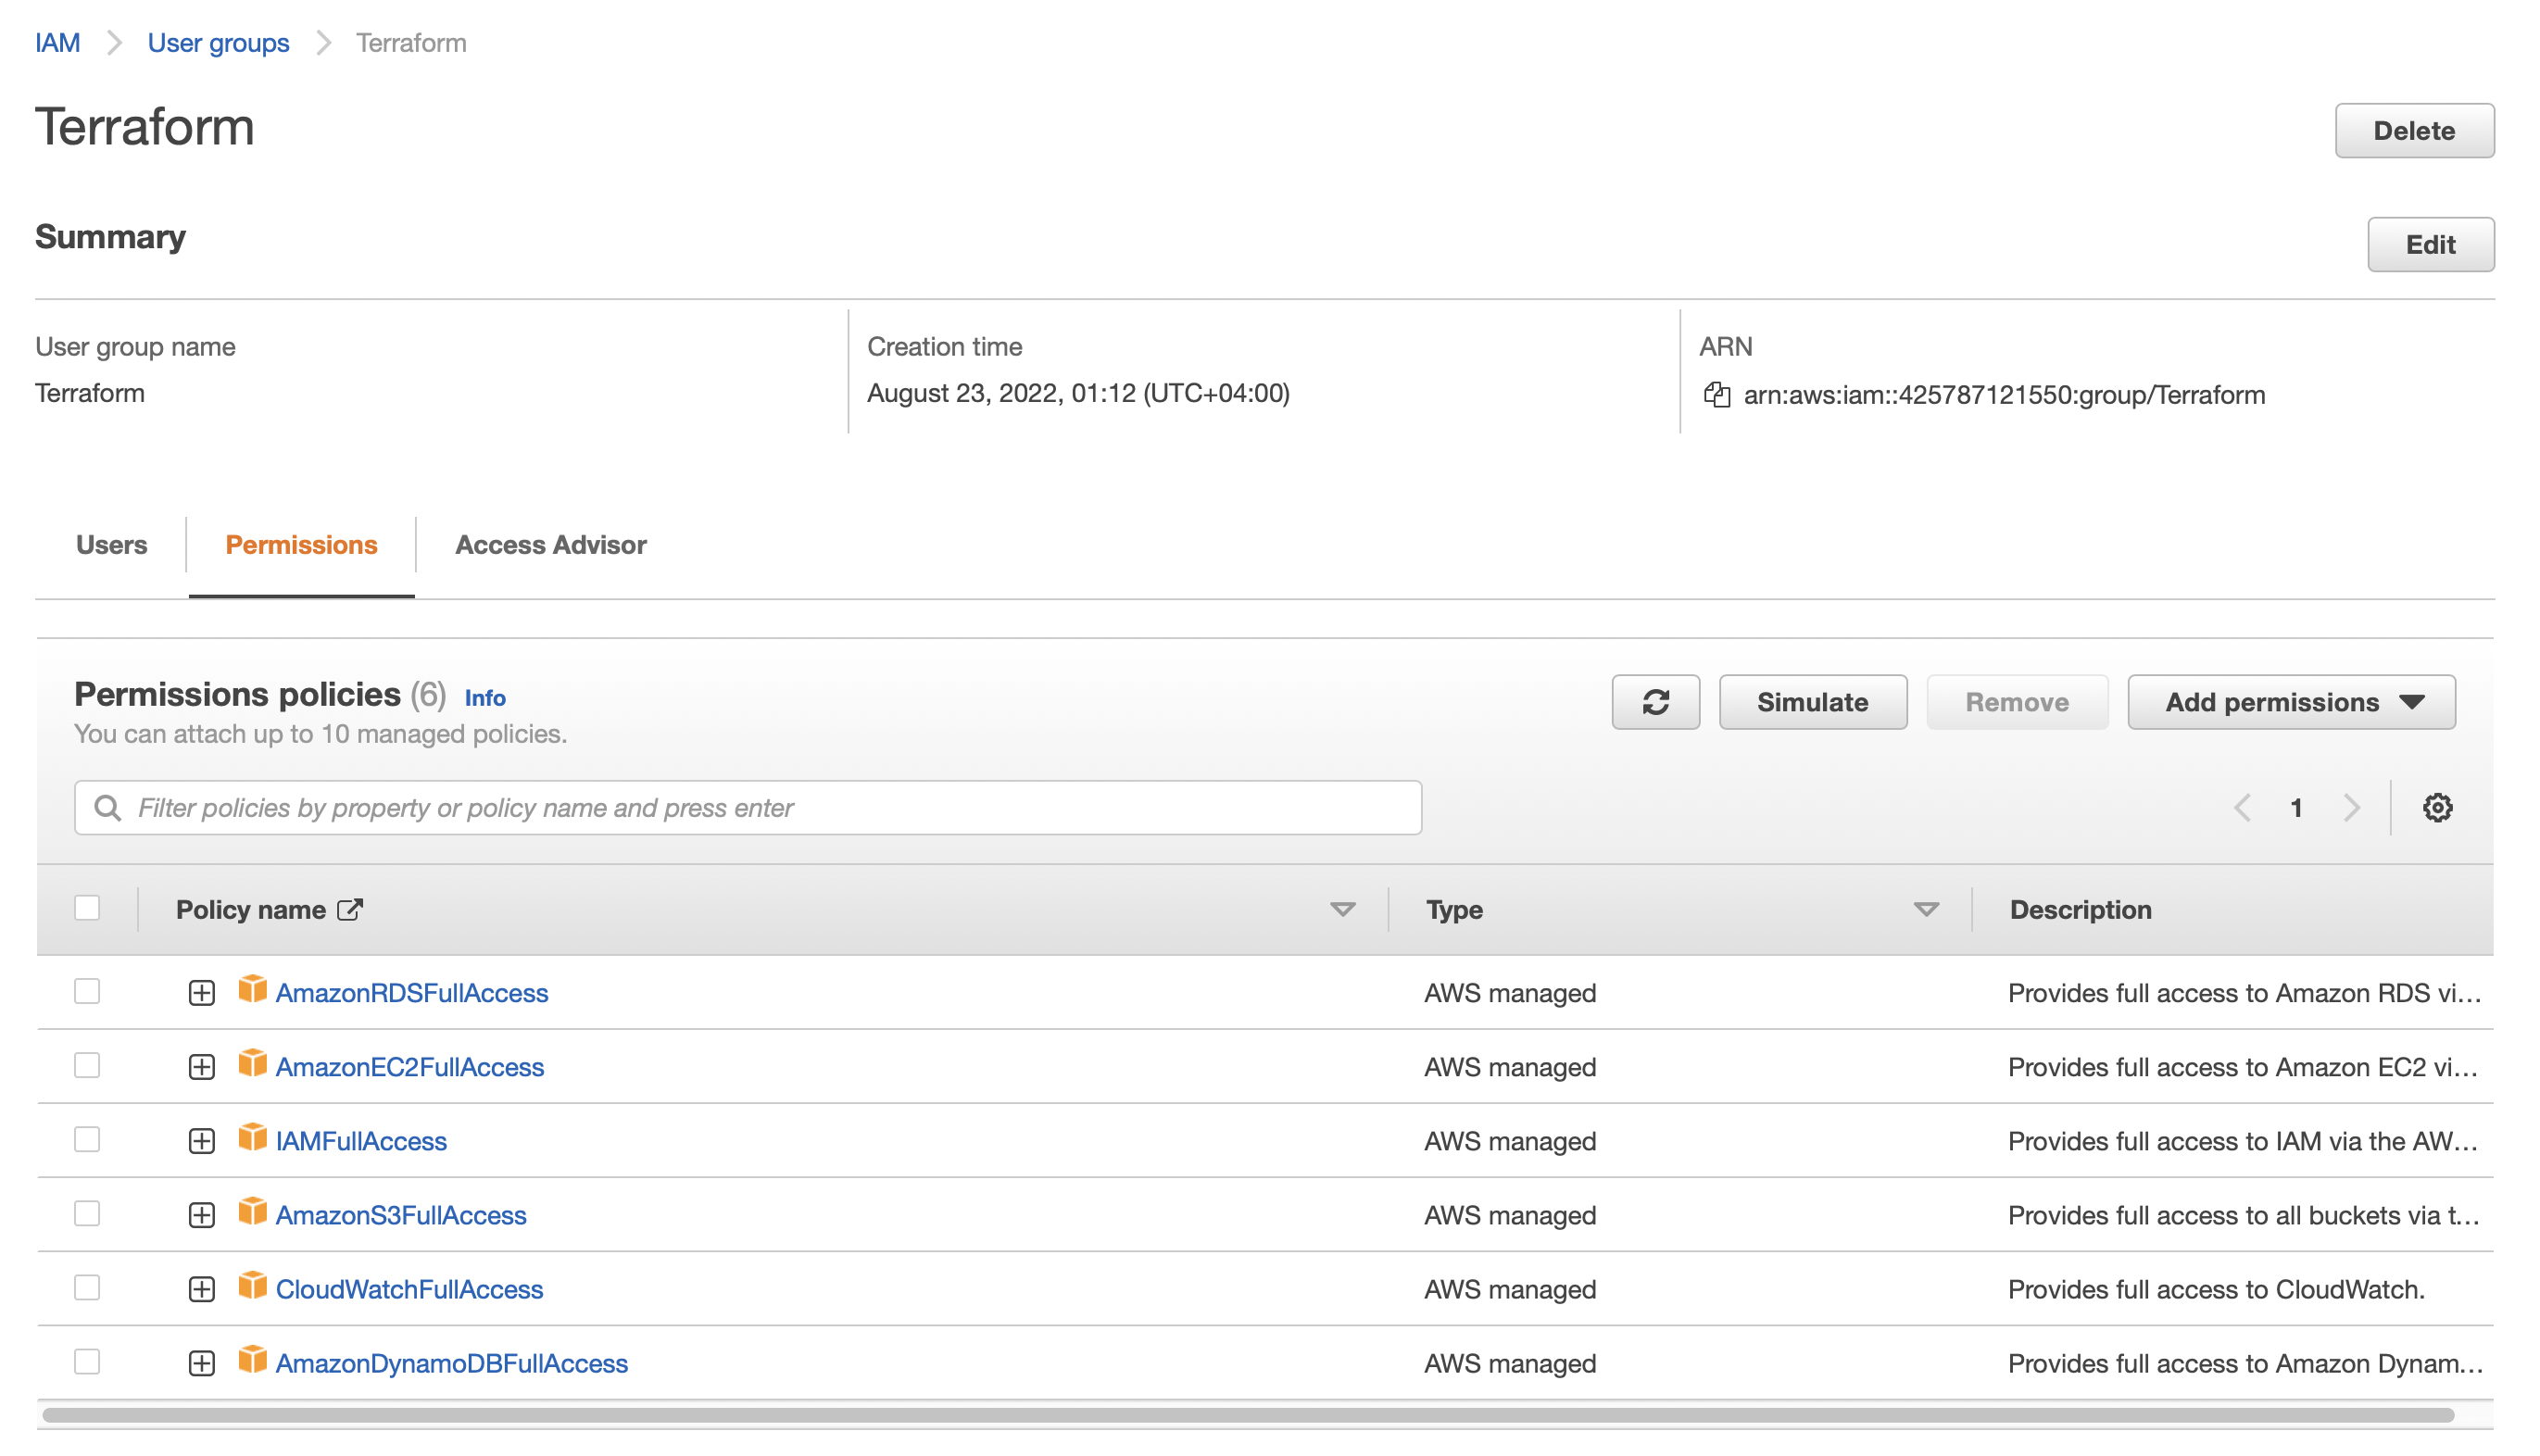 IAM User groups Terraform
Terraform
Delete
Summary
Edit
User group name Creation time ARN
Terraform August 23, 2022, 01:12 (UTC+04:00) arn:aws:iam::425787121550:group/Terraform
Users Permissions Access Advisor
Permissions policies (6) Info
You can attach up to 10 managed policies.
Simulate Remove Add permissions
Filter policies by property or policy name and press enter
1
Policy name Type Description
AmazonRDSFullAccess AWS managed Provides full access to Amazon RDS vi...
AmazonEC2FullAccess AWS managed Provides full access to Amazon EC2 vi...
IAMFullAccess AWS managed Provides full access to IAM via the AW...
AmazonS3FullAccess AWS managed Provides full access to all buckets via t...
CloudWatchFullAccess AWS managed Provides full access to CloudWatch.
AmazonDynamoDBFullAccess AWS managed Provides full access to Amazon Dynam...